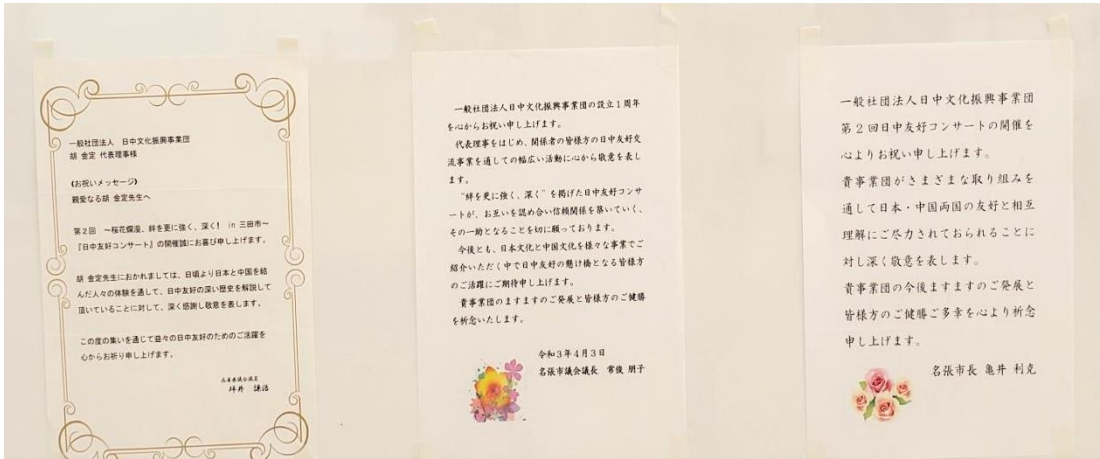 一般社団法人 日中文化振興事業団
胡 金定 代表理事様
(お祝いメッセージ)
親愛なる胡 金定先生へ
第2回 ～桜花爛漫、絆を更に強く、深く! in 三田市～
『日中友好コンサート』の開催誠にお喜び申し上げます。
胡 金定先生におかれましては、日頃より日本と中国を結
んだ人々の体験を通して、日中友好の深い歴史を解説して
頂いていることに対して、深く感謝し敬意を表します。
この度の集いを通じて益々の日中友好のためのご活躍を
心からお祈り申し上げます。
兵庫県議会議員
坪井 謙治
一般社団法人日中文化振興事業団の設立1周年
を心からお祝い申し上げます。
代表理事をはじめ、関係者の皆様方の日中友好交
流事業を通しての幅広い活動に心から敬意を表し
ます。
"絆を更に強く、深く"を掲げた日中友好コンサ
ートが、お互いを認め合い信頼関係を築いていく、
その一助となることを切に願っております。
今後とも、日本文化と中国文化を様々な事業でご
紹介いただく中で日中友好の懸け橋となる皆様方
のご活躍にご期待申し上げます。
貴事業団のますますのご発展と皆様方のご健勝
を祈念いたします。
令和3年4月3日
名張市議会議長 常俊 朋子
一般社団法人日中文化振興事業団
第2回日中友好コンサートの開催を
心よりお祝い申し上げます。
貴事業団がさまざまな取り組みを
通して日本・中国両国の友好と相互
理解にご尽力されておられることに
対し深く敬意を表します。
貴事業団の今後ますますのご発展と
皆様方のご健勝ご多幸を心より祈念
申し上げます。
名張市長 亀井 利克